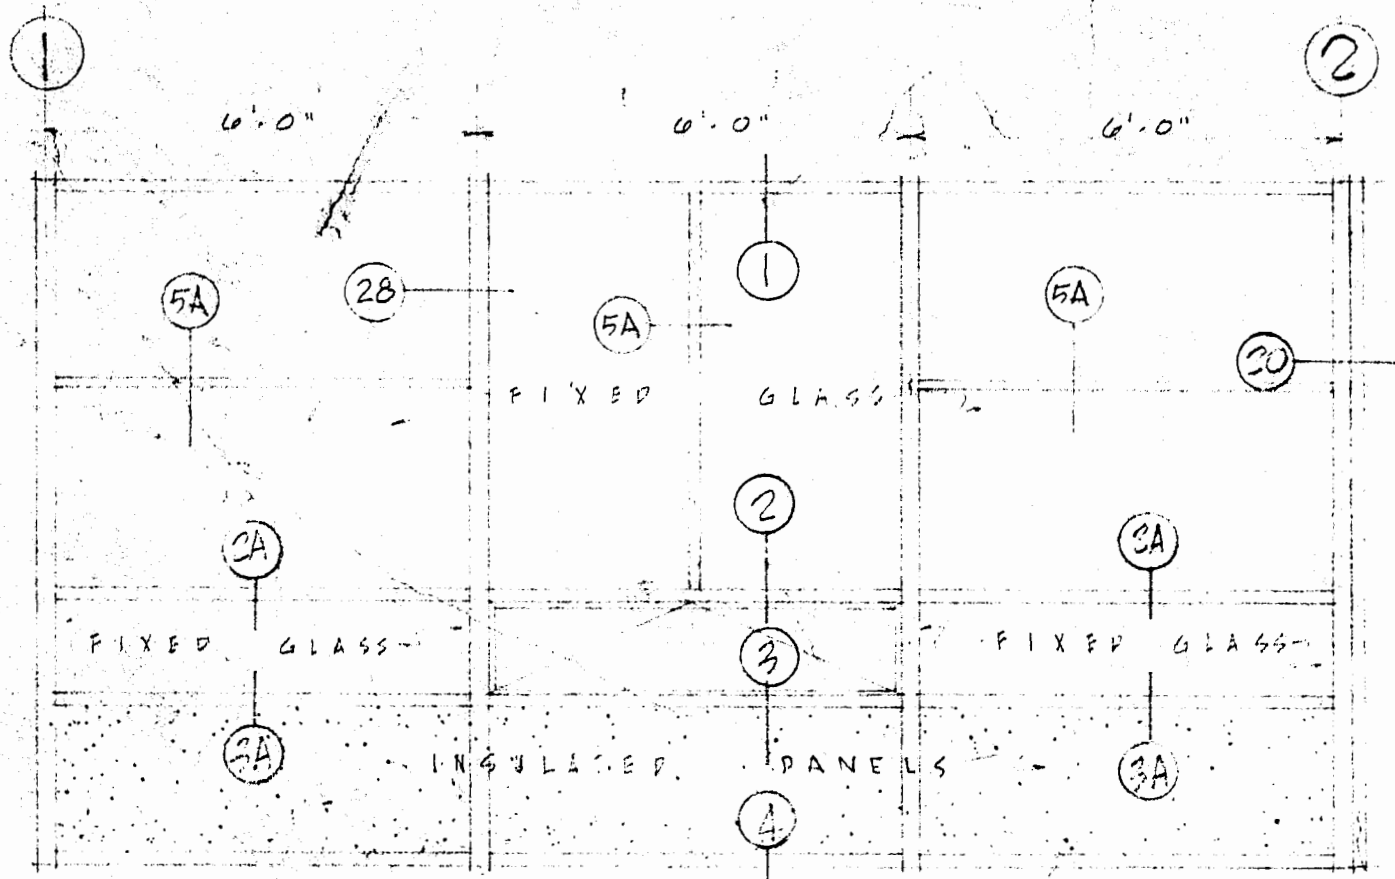 1 2
6'-0" 6'-0" 6'-0"
1
5A 28 5A
5A
30
FIXED GLASS
2
3A 3A
FIXED GLASS FIXED GLASS
3
3A 3A
INSULATED PANELS
4